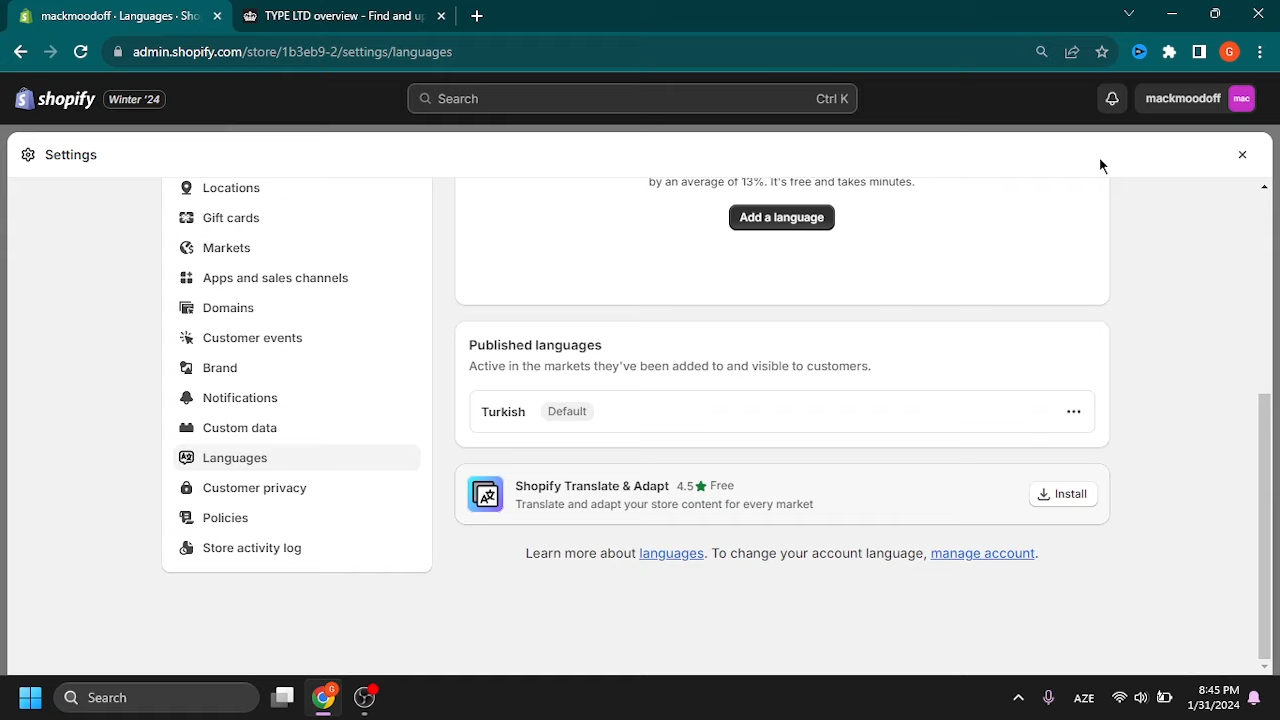 mackmoodoff · Languages · Sho
TYPE LTD overview - Find and up
admin.shopify.com/store/1b3eb9-2/settings/languages
G
shopify
Winter '24
Search
Ctrl K
mackmoodoff
mac
Settings
Locations
Gift cards
Markets
Apps and sales channels
Domains
Customer events
Brand
Notifications
Custom data
Languages
Customer privacy
Policies
Store activity log
by an average of 13%. It's free and takes minutes.
Add a language
Published languages
Active in the markets they've been added to and visible to customers.
Turkish Default
Shopify Translate & Adapt 4.5★ Free
Translate and adapt your store content for every market
Install
Learn more about languages. To change your account language, manage account.
Search
G
AZE
8:45 PM
1/31/2024